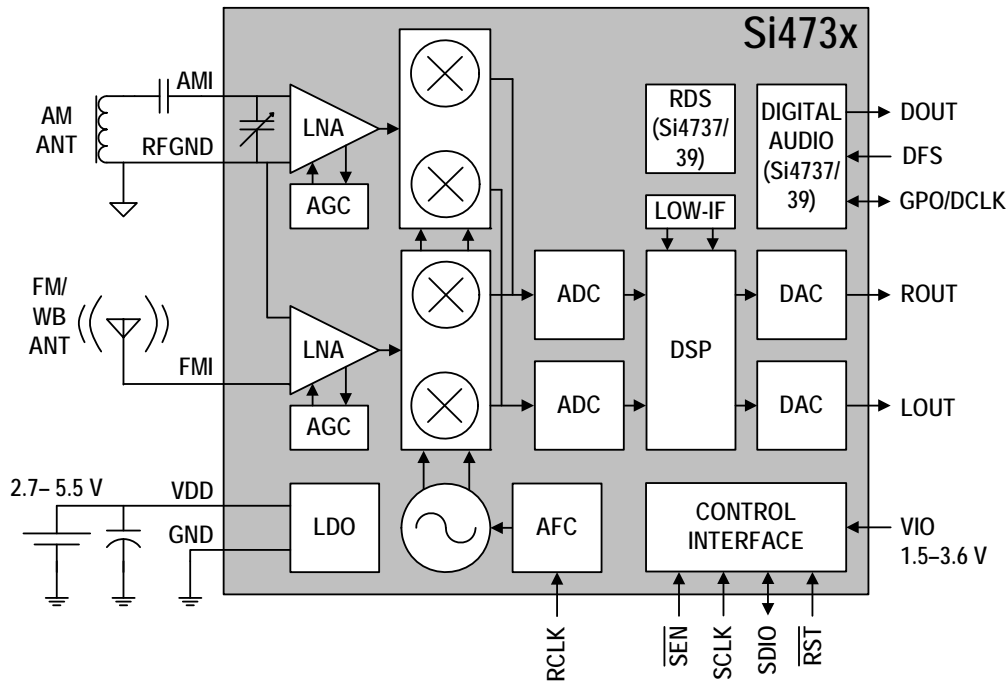 Si473x
AMI
AM
ANT
RFGND
LNA
AGC
RDS
(Si4737/
39)
DIGITAL
AUDIO
(Si4737/
39)
DOUT
DFS
GPO/DCLK
LOW-IF
FM/
WB
ANT
FMI
LNA
AGC
ADC
ADC
DSP
DAC
DAC
ROUT
LOUT
2.7– 5.5 V
VDD
GND
LDO
AFC
CONTROL
INTERFACE
VIO
1.5–3.6 V
RCLK
SEN
SCLK
SDIO
RST